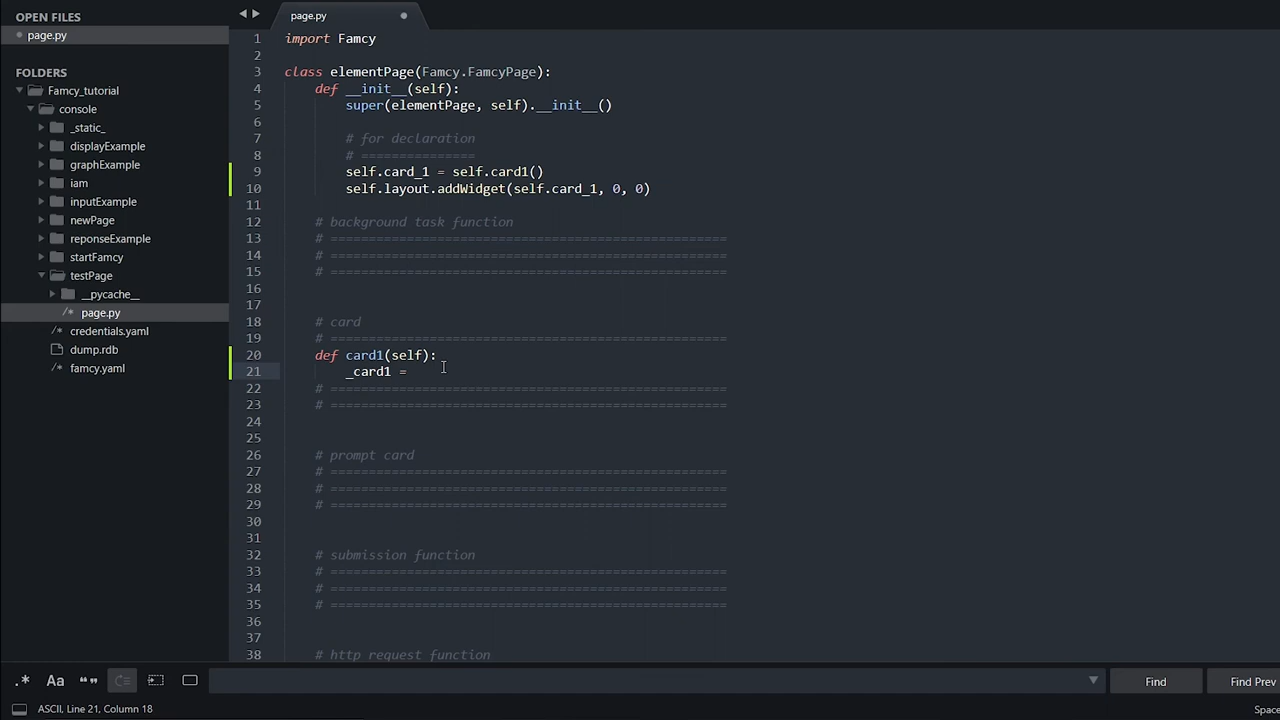 OPEN FILES
page.py
FOLDERS
Famcy_tutorial
console
_static_
displayExample
graphExample
iam
inputExample
newPage
reponseExample
startFamcy
testPage
__pycache__
/* page.py
/* credentials.yaml
dump.rdb
/* famcy.yaml
page.py
1 import Famcy
2
3 class elementPage(Famcy.FamcyPage):
4 def __init__(self):
5 super(elementPage, self).__init__()
6
7 # for declaration
8 # ===============
9 self.card_1 = self.card1()
10 self.layout.addWidget(self.card_1, 0, 0)
11
12 # background task function
13 # ====================================================
14 # ====================================================
15 # ====================================================
16
17
18 # card
19 # ====================================================
20 def card1(self):
21 _card1 =
22 # ====================================================
23 # ====================================================
24
25
26 # prompt card
27 # ====================================================
28 # ====================================================
29 # ====================================================
30
31
32 # submission function
33 # ====================================================
34 # ====================================================
35 # ====================================================
36
37
38 # http request function
.* Aa “” Find Find Prev
ASCII, Line 21, Column 18 Space